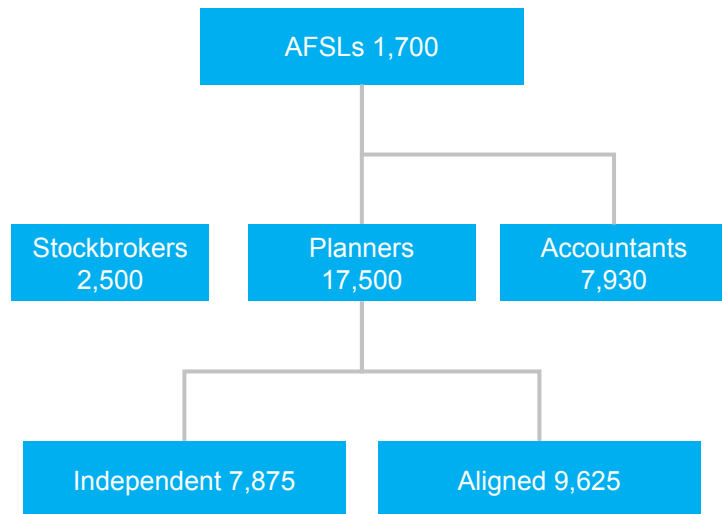 AFSLs 1,700
Stockbrokers
2,500
Planners
17,500
Accountants
7,930
Independent 7,875
Aligned 9,625